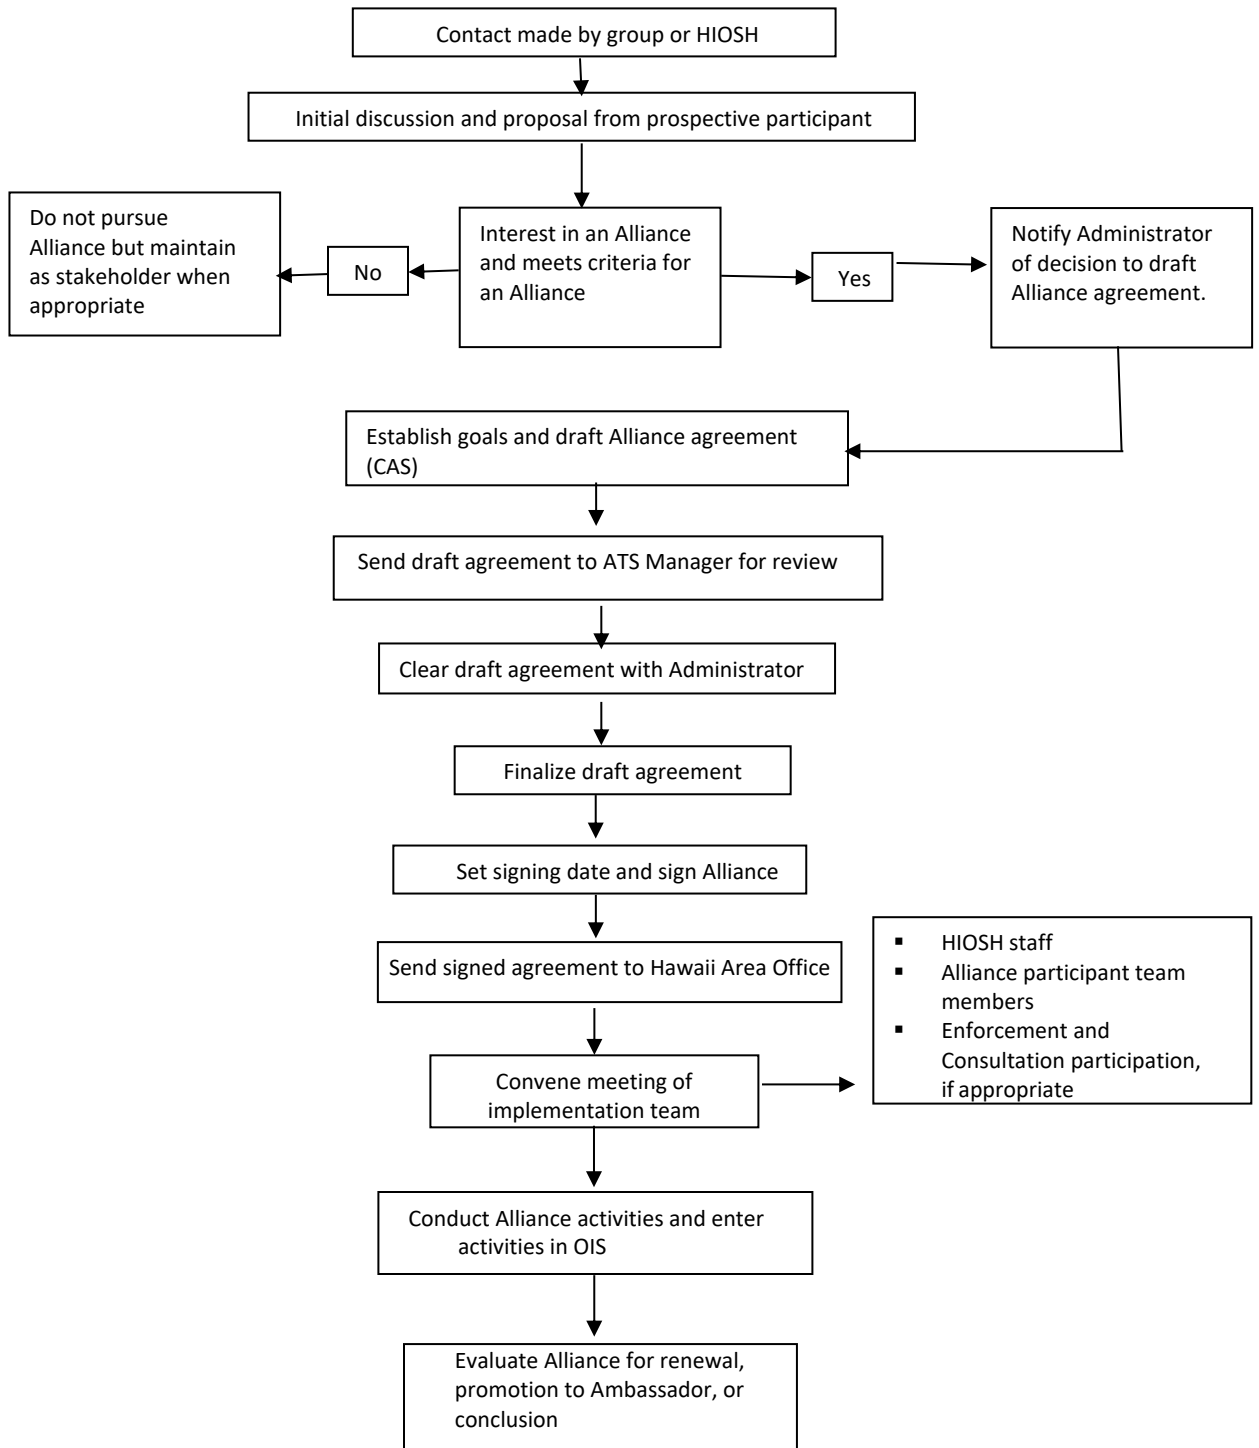 Contact made by group or HIOSH
Initial discussion and proposal from prospective participant
Do not pursue
Alliance but maintain
as stakeholder when
appropriate
No
Interest in an Alliance
and meets criteria for
an Alliance
Yes
Notify Administrator
of decision to draft
Alliance agreement.
Establish goals and draft Alliance agreement
(CAS)
Send draft agreement to ATS Manager for review
Clear draft agreement with Administrator
Finalize draft agreement
Set signing date and sign Alliance
Send signed agreement to Hawaii Area Office
▪ HIOSH staff
▪ Alliance participant team
members
▪ Enforcement and
Consultation participation,
if appropriate
Convene meeting of
implementation team
Conduct Alliance activities and enter
activities in OIS
Evaluate Alliance for renewal,
promotion to Ambassador, or
conclusion